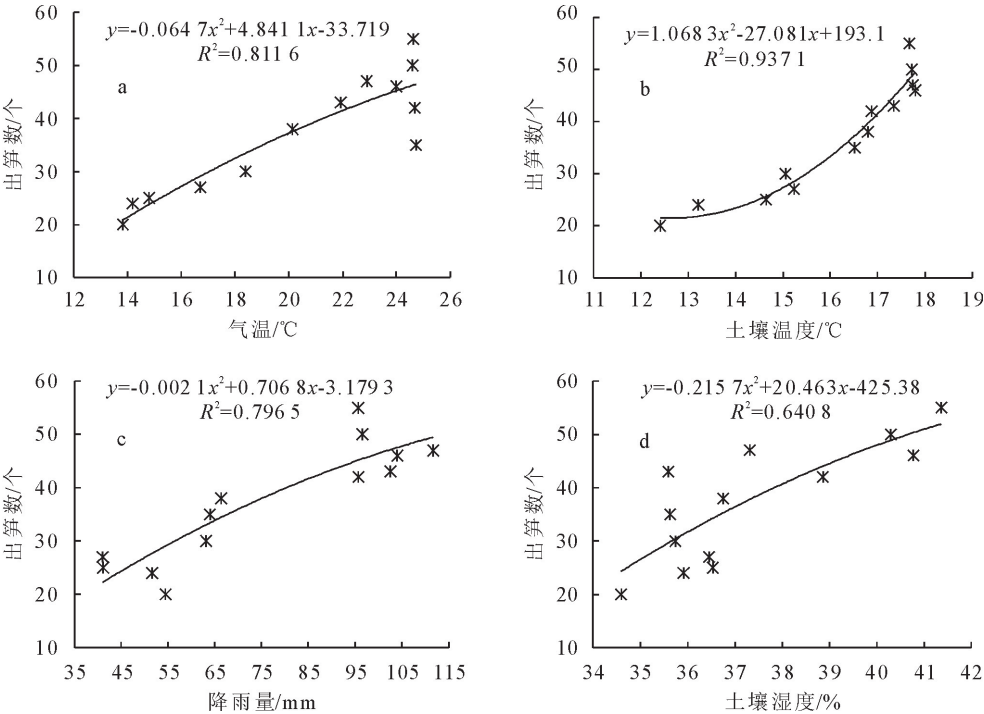 60
50
40
30
20
10
出笋数/个
y=-0.064 7x²+4.841 1x-33.719
R²=0.811 6
a
12 14 16 18 20 22 24 26
气温/℃
60
50
40
30
20
10
出笋数/个
y=1.068 3x²-27.081x+193.1
R²=0.937 1
b
11 12 13 14 15 16 17 18 19
土壤温度/℃
60
50
40
30
20
10
出笋数/个
y=-0.002 1x²+0.706 8x-3.179 3
R²=0.796 5
c
35 45 55 65 75 85 95 105 115
降雨量/mm
60
50
40
30
20
10
出笋数/个
y=-0.215 7x²+20.463x-425.38
R²=0.640 8
d
34 35 36 37 38 39 40 41 42
土壤湿度/%